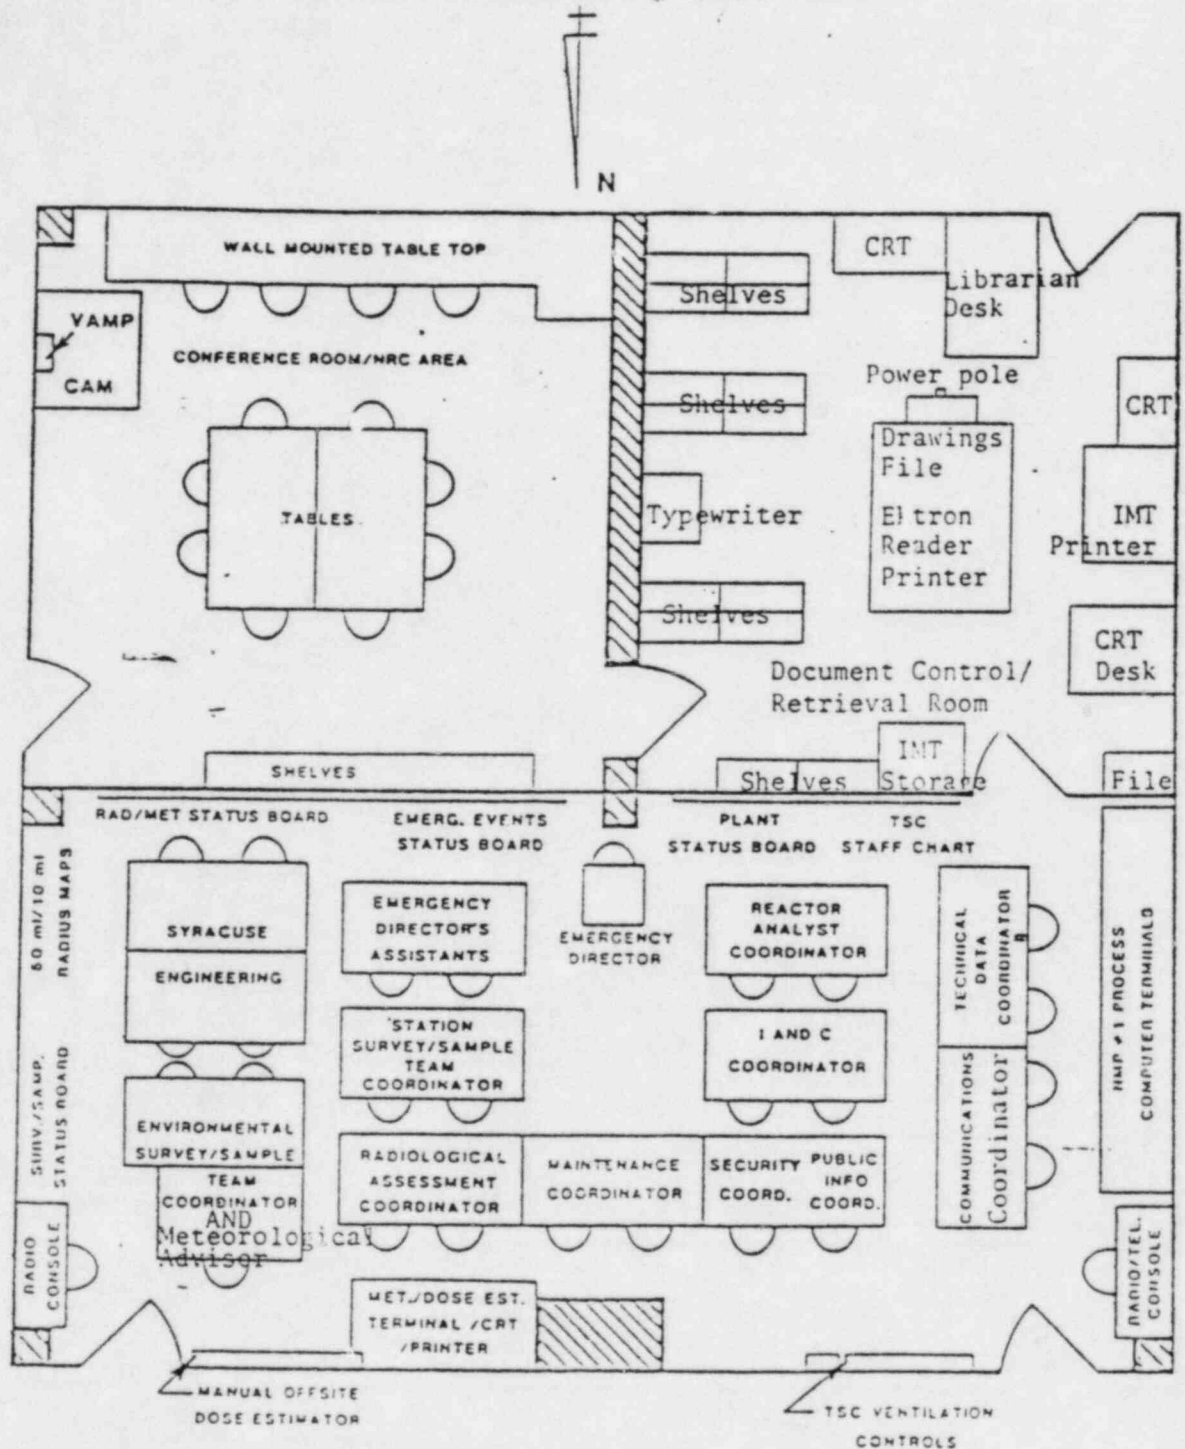 N
WALL MOUNTED TABLE TOP
VAMP
CAM
CONFERENCE ROOM/NRC AREA
TABLES
SHELVES
Shelves
CRT
Librarian
Desk
Power pole
Shelves
CRT
Drawings
File
Typewriter
Reader
Printer
IMT
Printer
Shelves
CRT
Desk
Document Control/
Retrieval Room
IMT
Storage
Shelves
File
RAD/MET STATUS BOARD
EMERG. EVENTS
STATUS BOARD
PLANT
STATUS BOARD
TSC
STAFF CHART
RADIUS MAPS
SURV./SAMP.
STATUS BOARD
SYRACUSE
ENGINEERING
EMERGENCY
DIRECTOR'S
ASSISTANTS
EMERGENCY
DIRECTOR
REACTOR
ANALYST
COORDINATOR
TECHNICAL
DATA
COORDINATOR
NMP #1 PROCESS
COMPUTER TERMINALS
STATION
SURVEY/SAMPLE
TEAM
COORDINATOR
I AND C
COORDINATOR
COMMUNICATIONS
Coordinator
ENVIRONMENTAL
SURVEY/SAMPLE
TEAM
COORDINATOR
AND
Meteorological
Advisor
RADIOLOGICAL
ASSESSMENT
COORDINATOR
MAINTENANCE
COORDINATOR
SECURITY
COORD.
PUBLIC
INFO
COORD.
RADIO
CONSOLE
RADIO/TEL.
CONSOLE
MET./DOSE EST.
TERMINAL/CRT
/PRINTER
MANUAL OFFSITE
DOSE ESTIMATOR
TSC VENTILATION
CONTROLS